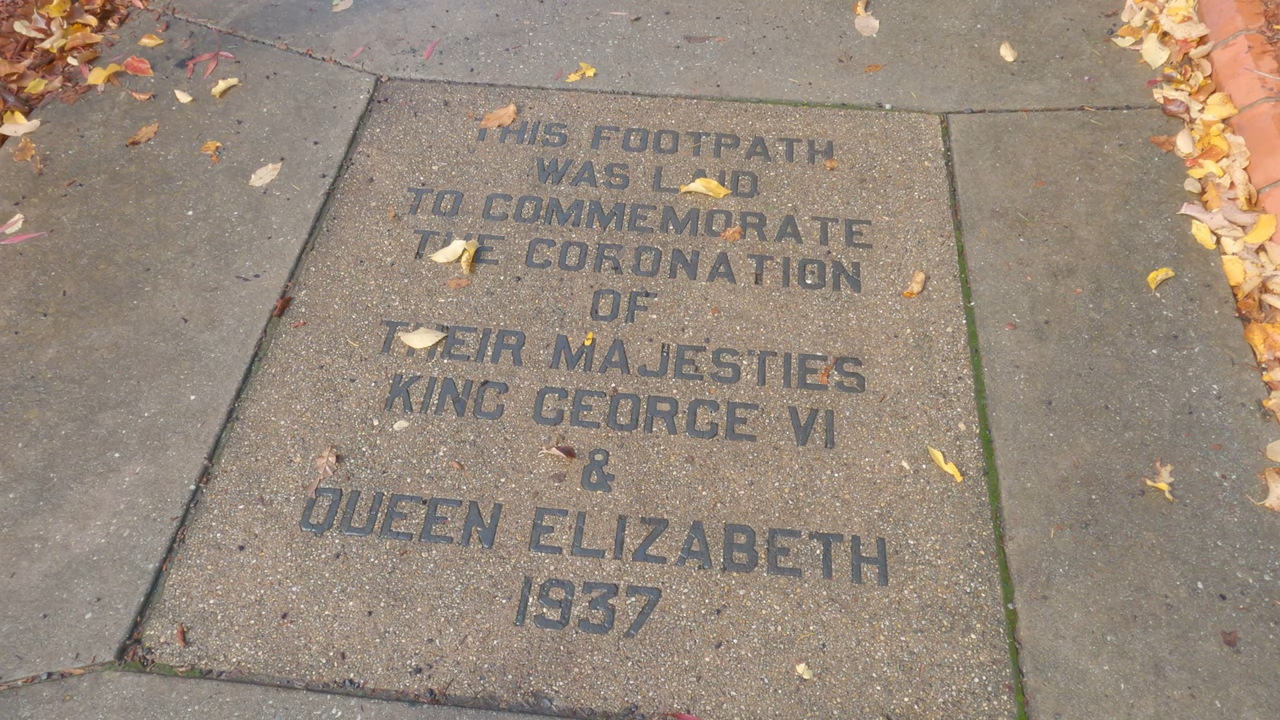 THIS FOOTPATH
WAS LAID
TO COMMEMORATE
THE CORONATION
OF
THEIR MAJESTIES
KING GEORGE VI
&
QUEEN ELIZABETH
1937